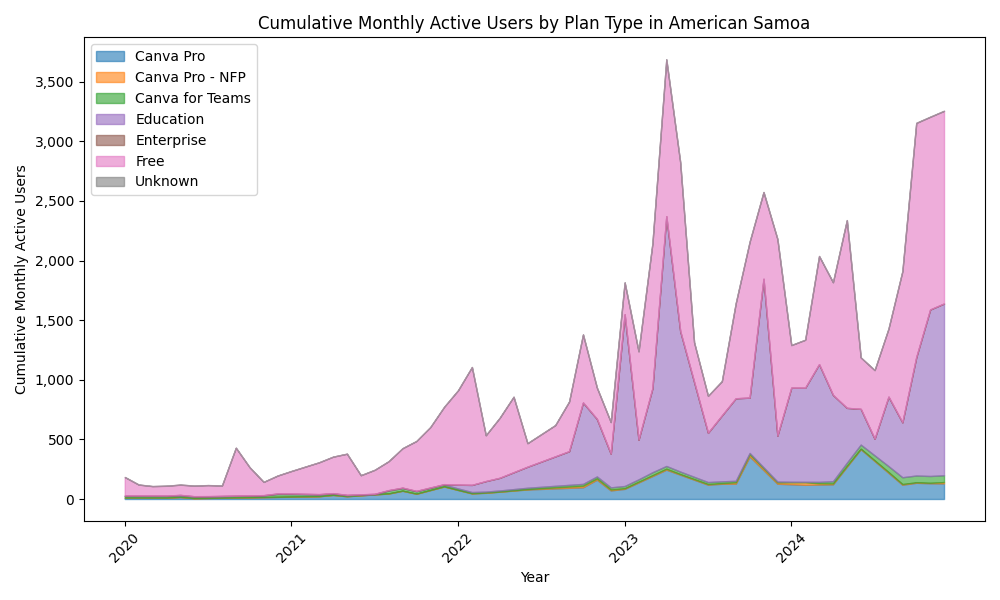 Cumulative Monthly Active Users by Plan Type in American Samoa
Canva Pro
Canva Pro - NFP
Canva for Teams
Education
Enterprise
Free
Unknown
Cumulative Monthly Active Users
3,500
3,000
2,500
2,000
1,500
1,000
500
0
2020
2021
2022
2023
2024
Year